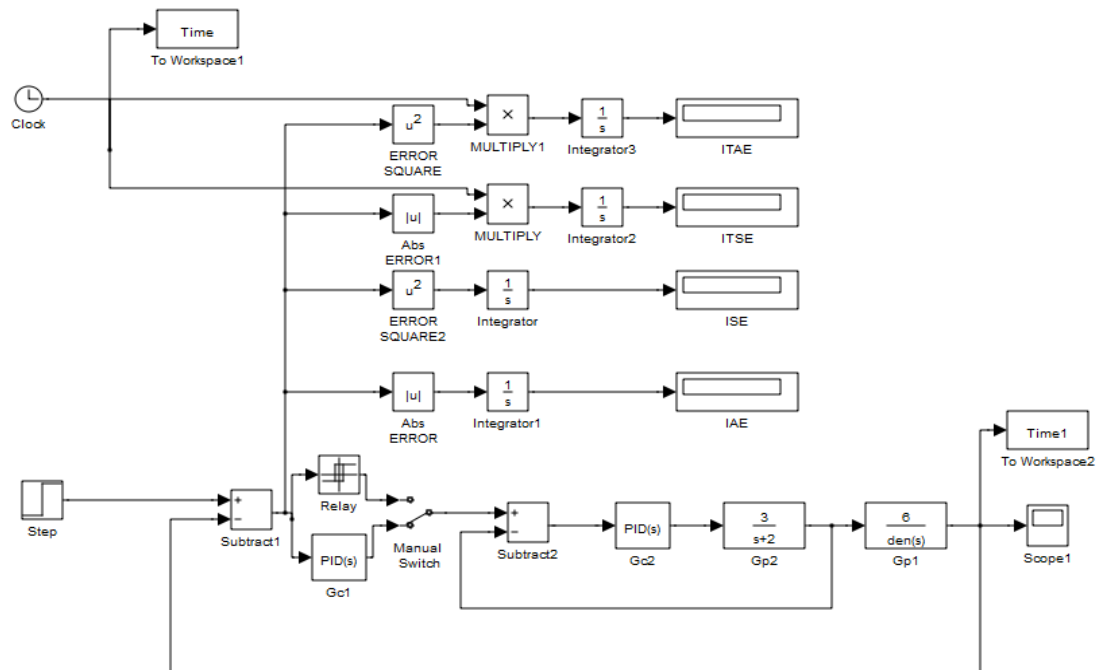 Time
To Workspace1
Clock
u²
ERROR
SQUARE
×
MULTIPLY1
1
s
Integrator3
ITAE
|u|
Abs
ERROR1
×
MULTIPLY
1
s
Integrator2
ITSE
u²
ERROR
SQUARE2
1
s
Integrator
ISE
|u|
Abs
ERROR
1
s
Integrator1
IAE
Time1
To Workspace2
Step
+
−
Subtract1
Relay
PID(s)
Gc1
Manual
Switch
+
−
Subtract2
PID(s)
Gc2
3
s+2
Gp2
6
den(s)
Gp1
Scope1